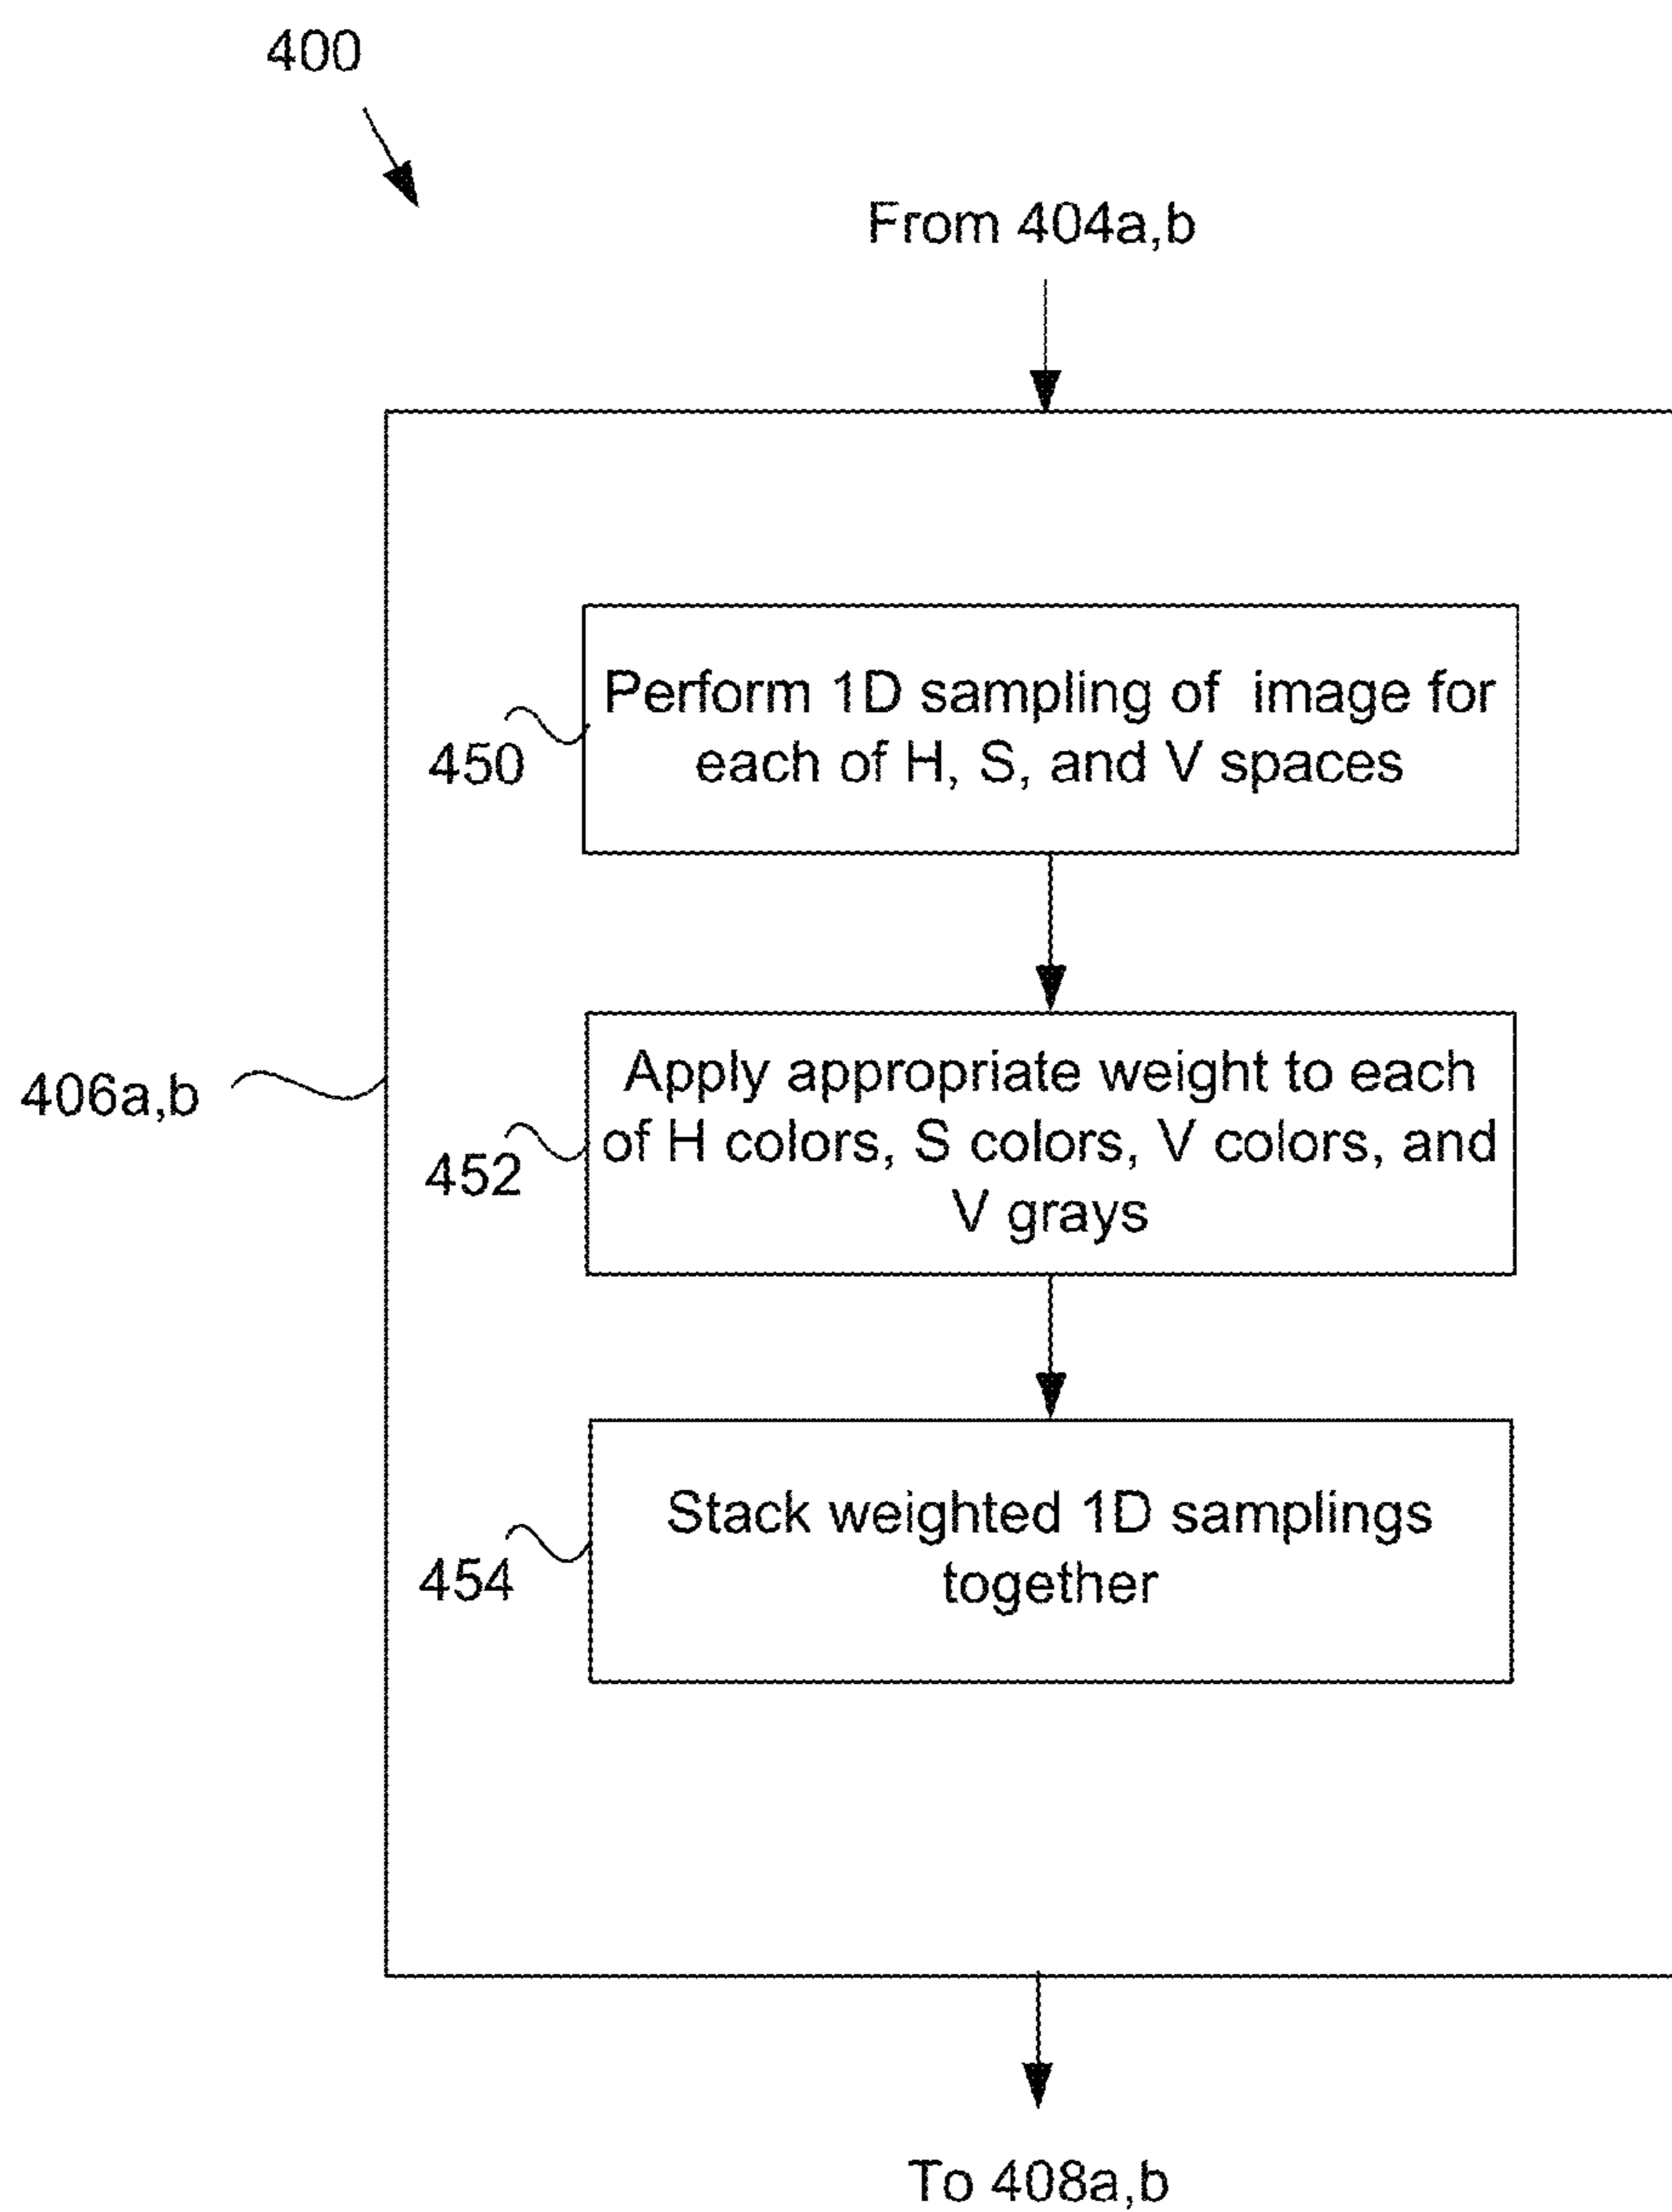 400
From 404a,b
Perform 1D sampling of image for
each of H, S, and V spaces
450
Apply appropriate weight to each
of H colors, S colors, V colors, and
V grays
406a,b
452
Stack weighted 1D samplings
together
454
To 408a,b